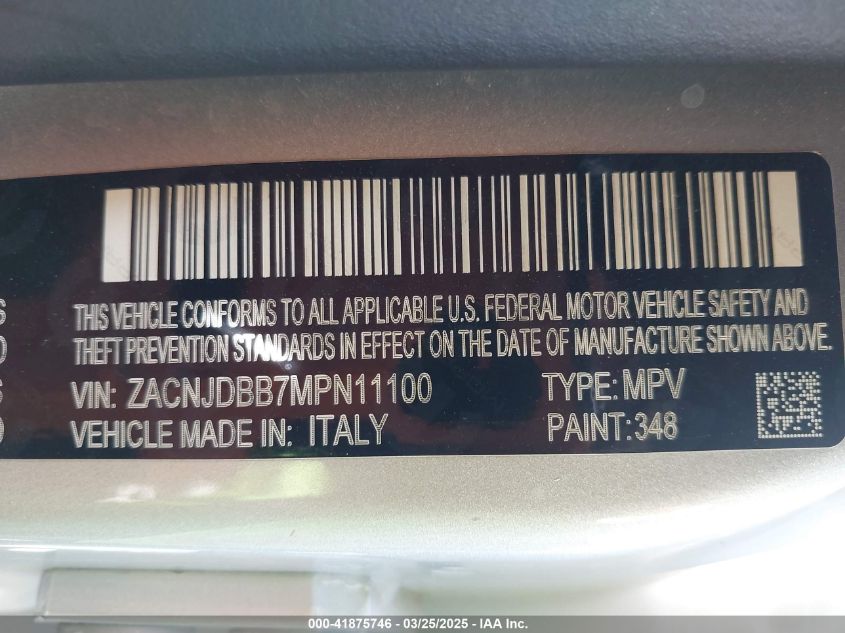 THIS VEHICLE CONFORMS TO ALL APPLICABLE U.S. FEDERAL MOTOR VEHICLE SAFETY AND
THEFT PREVENTION STANDARDS IN EFFECT ON THE DATE OF MANUFACTURE SHOWN ABOVE.
VIN: ZACNJDBB7MPN11100 TYPE: MPV
VEHICLE MADE IN: ITALY PAINT: 348
000-41875746 — 03/25/2025 — IAA Inc.